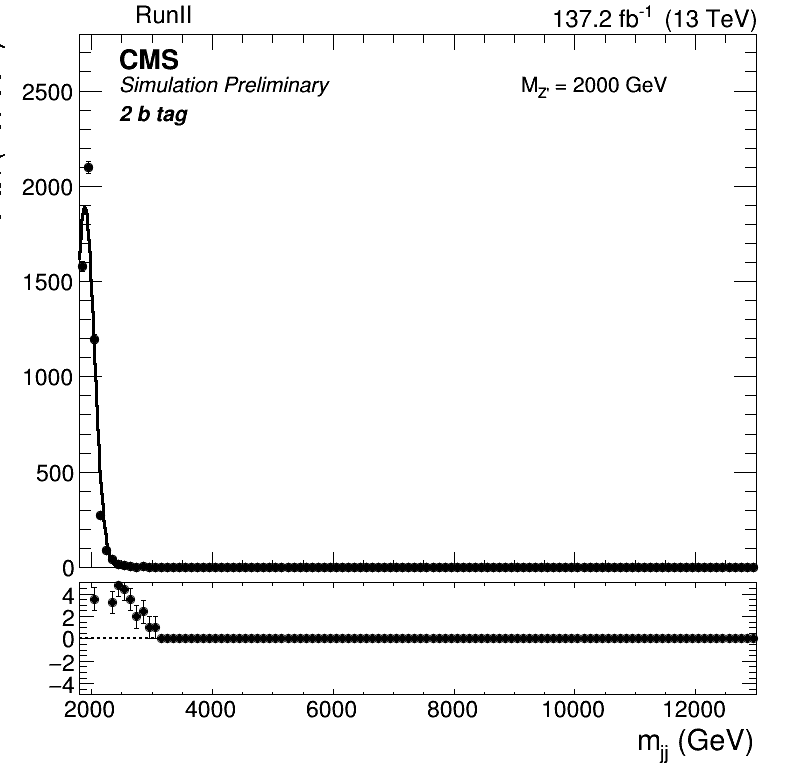 RunII 137.2 fb-1 (13 TeV)
CMS
Simulation Preliminary
MZ' = 2000 GeV
2 b tag
2500
2000
1500
1000
500
0
4
2
0
−2
−4
2000 4000 6000 8000 10000 12000
mjj (GeV)